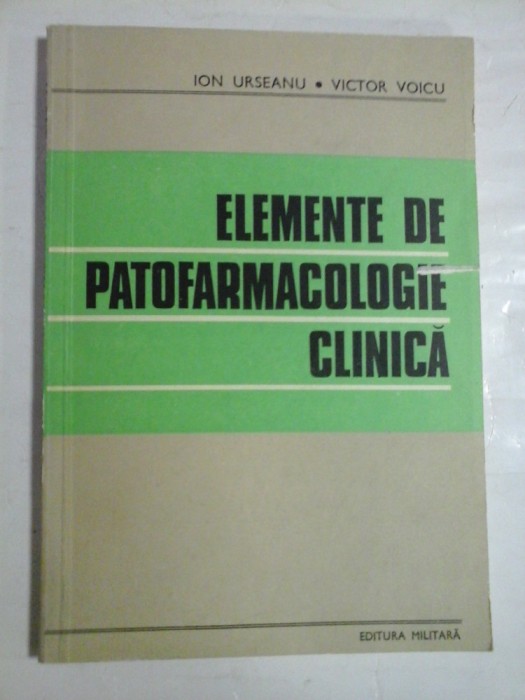 ION URSEANU • VICTOR VOICU
ELEMENTE DE
PATOFARMACOLOGIE
CLINICĂ
EDITURA MILITARĂ